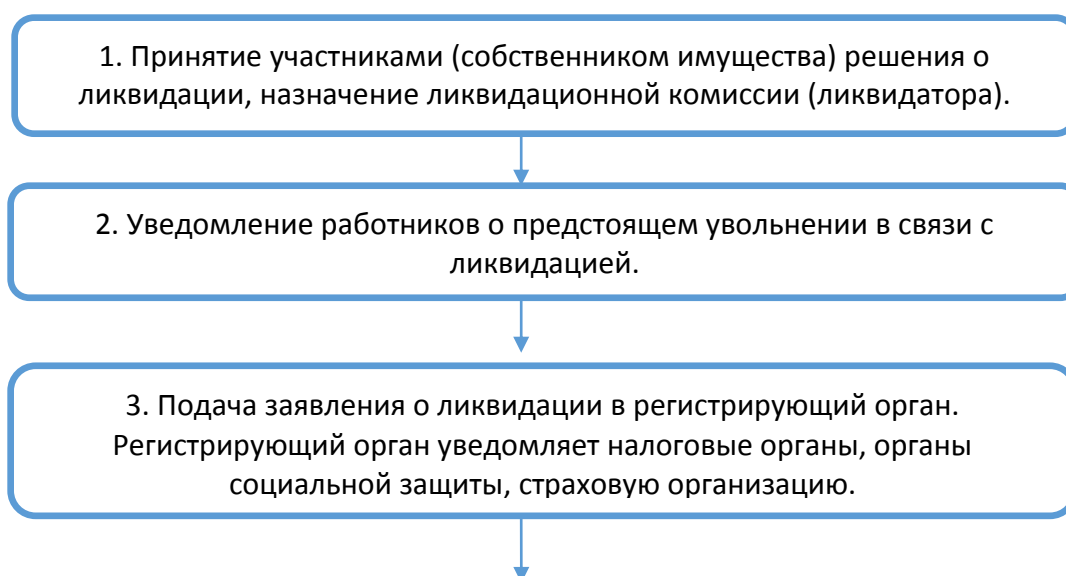 1. Принятие участниками (собственником имущества) решения о
ликвидации, назначение ликвидационной комиссии (ликвидатора).
2. Уведомление работников о предстоящем увольнении в связи с
ликвидацией.
3. Подача заявления о ликвидации в регистрирующий орган.
Регистрирующий орган уведомляет налоговые органы, органы
социальной защиты, страховую организацию.